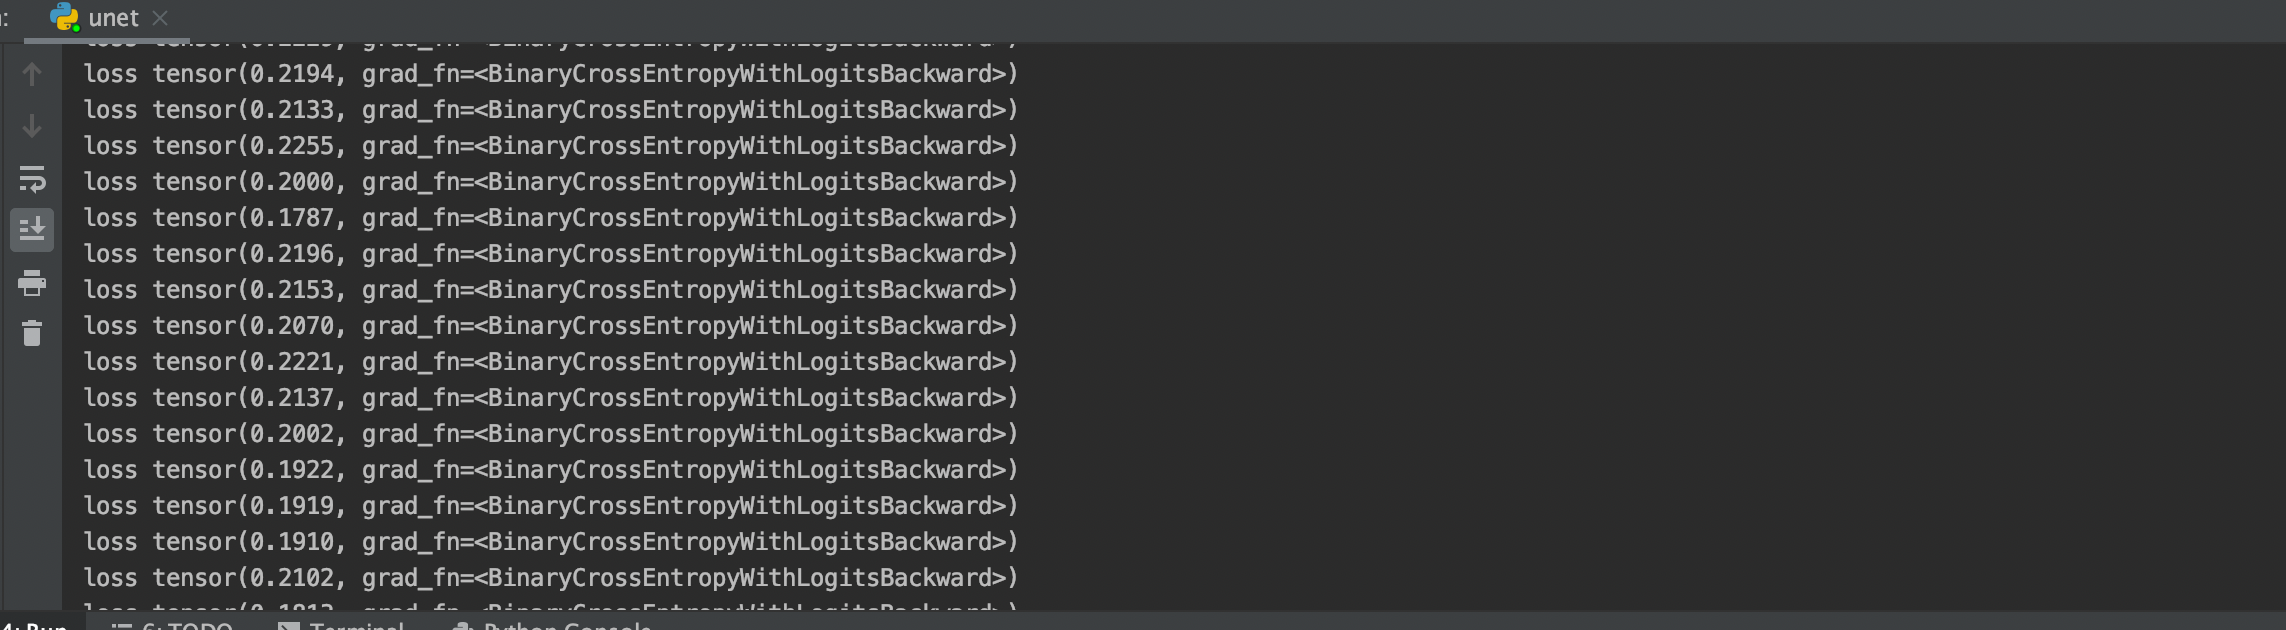 unet
loss tensor(0.2194, grad_fn=<BinaryCrossEntropyWithLogitsBackward>)
loss tensor(0.2133, grad_fn=<BinaryCrossEntropyWithLogitsBackward>)
loss tensor(0.2255, grad_fn=<BinaryCrossEntropyWithLogitsBackward>)
loss tensor(0.2000, grad_fn=<BinaryCrossEntropyWithLogitsBackward>)
loss tensor(0.1787, grad_fn=<BinaryCrossEntropyWithLogitsBackward>)
loss tensor(0.2196, grad_fn=<BinaryCrossEntropyWithLogitsBackward>)
loss tensor(0.2153, grad_fn=<BinaryCrossEntropyWithLogitsBackward>)
loss tensor(0.2070, grad_fn=<BinaryCrossEntropyWithLogitsBackward>)
loss tensor(0.2221, grad_fn=<BinaryCrossEntropyWithLogitsBackward>)
loss tensor(0.2137, grad_fn=<BinaryCrossEntropyWithLogitsBackward>)
loss tensor(0.2002, grad_fn=<BinaryCrossEntropyWithLogitsBackward>)
loss tensor(0.1922, grad_fn=<BinaryCrossEntropyWithLogitsBackward>)
loss tensor(0.1919, grad_fn=<BinaryCrossEntropyWithLogitsBackward>)
loss tensor(0.1910, grad_fn=<BinaryCrossEntropyWithLogitsBackward>)
loss tensor(0.2102, grad_fn=<BinaryCrossEntropyWithLogitsBackward>)
4: Run 6: TODO Terminal Python Console